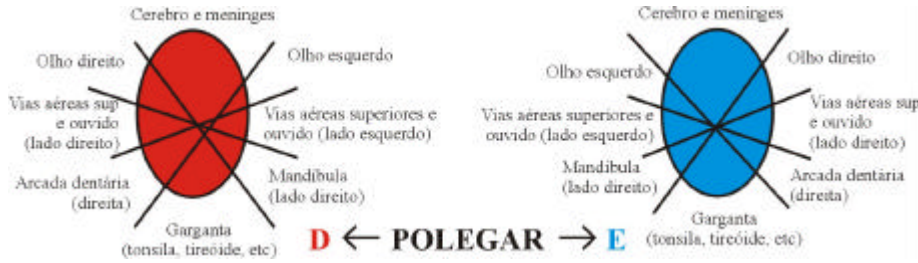 Cerebro e meninges
Olho direito
Olho esquerdo
Vias aéreas sup
e ouvido
(lado direito)
Vias aéreas superiores e
ouvido (lado esquerdo)
Arcada dentária
(direita)
Mandíbula
(lado direito)
Garganta
(tonsila, tireóide, etc)
D ← POLEGAR → E
Cerebro e meninges
Olho esquerdo
Olho direito
Vias aéreas superiores e
ouvido (lado esquerdo)
Vias aéreas sup
e ouvido
(lado direito)
Mandíbula
(lado direito)
Arcada dentária
(direita)
Garganta
(tonsila, tireóide, etc)